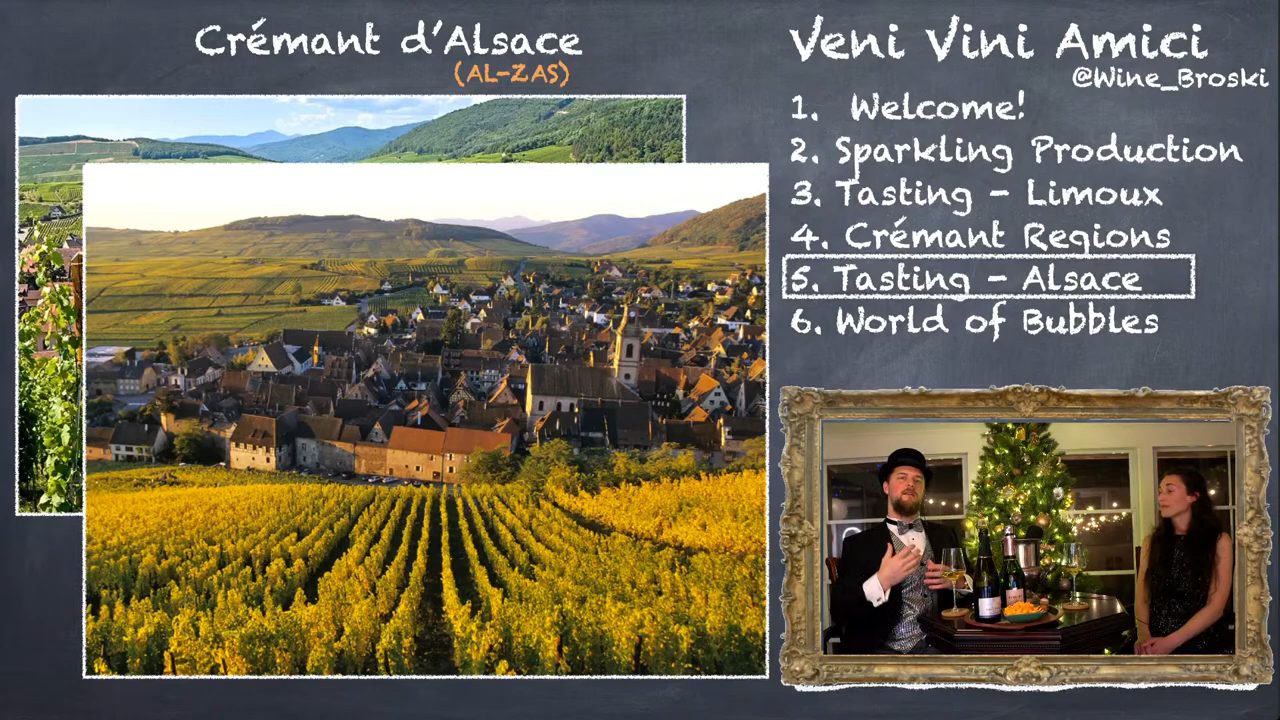 Crémant d'Alsace
(AL-ZAS)
Veni Vini Amici
@Wine_Broski
1. Welcome!
2. Sparkling Production
3. Tasting - Limoux
4. Crémant Regions
5. Tasting - Alsace
6. World of Bubbles